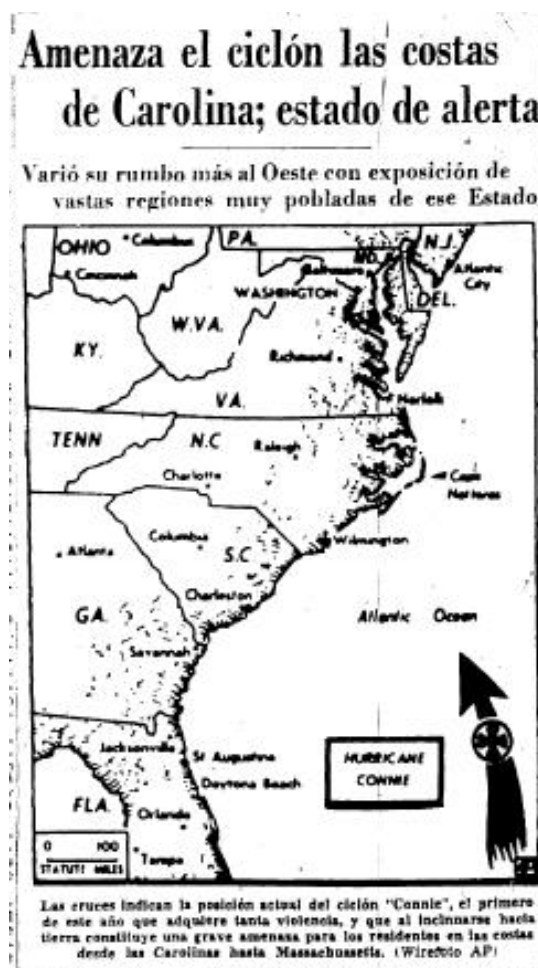 Amenaza el ciclón las costas
de Carolina; estado de alerta
Varió su rumbo más al Oeste con exposición de
vastas regiones muy pobladas de ese Estado
OHIO
Columbus
Cincinnati
PA.
N.J.
MD.
Baltimore
WASHINGTON
Atlantic
City
DEL.
W.VA.
KY.
Richmond
VA.
Norfolk
TENN
N.C
Raleigh
Charlotte
Cape
Hatteras
Columbus
S.C
Wilmington
Atlanta
Charleston
GA.
Atlantic Ocean
Savannah
Jacksonville
St Augustine
Daytona Beach
HURRICANE
CONNIE
FLA.
Orlando
Tampa
0 100
STATUTE MILES
Las cruces indican la posición actual del ciclón "Connie", el primero
de este año que adquiere tanta violencia, y que al inclinarse hacia
tierra constituye una grave amenaza para los residentes en las costas
desde las Carolinas hasta Massachussetts. (Wirefoto AP)